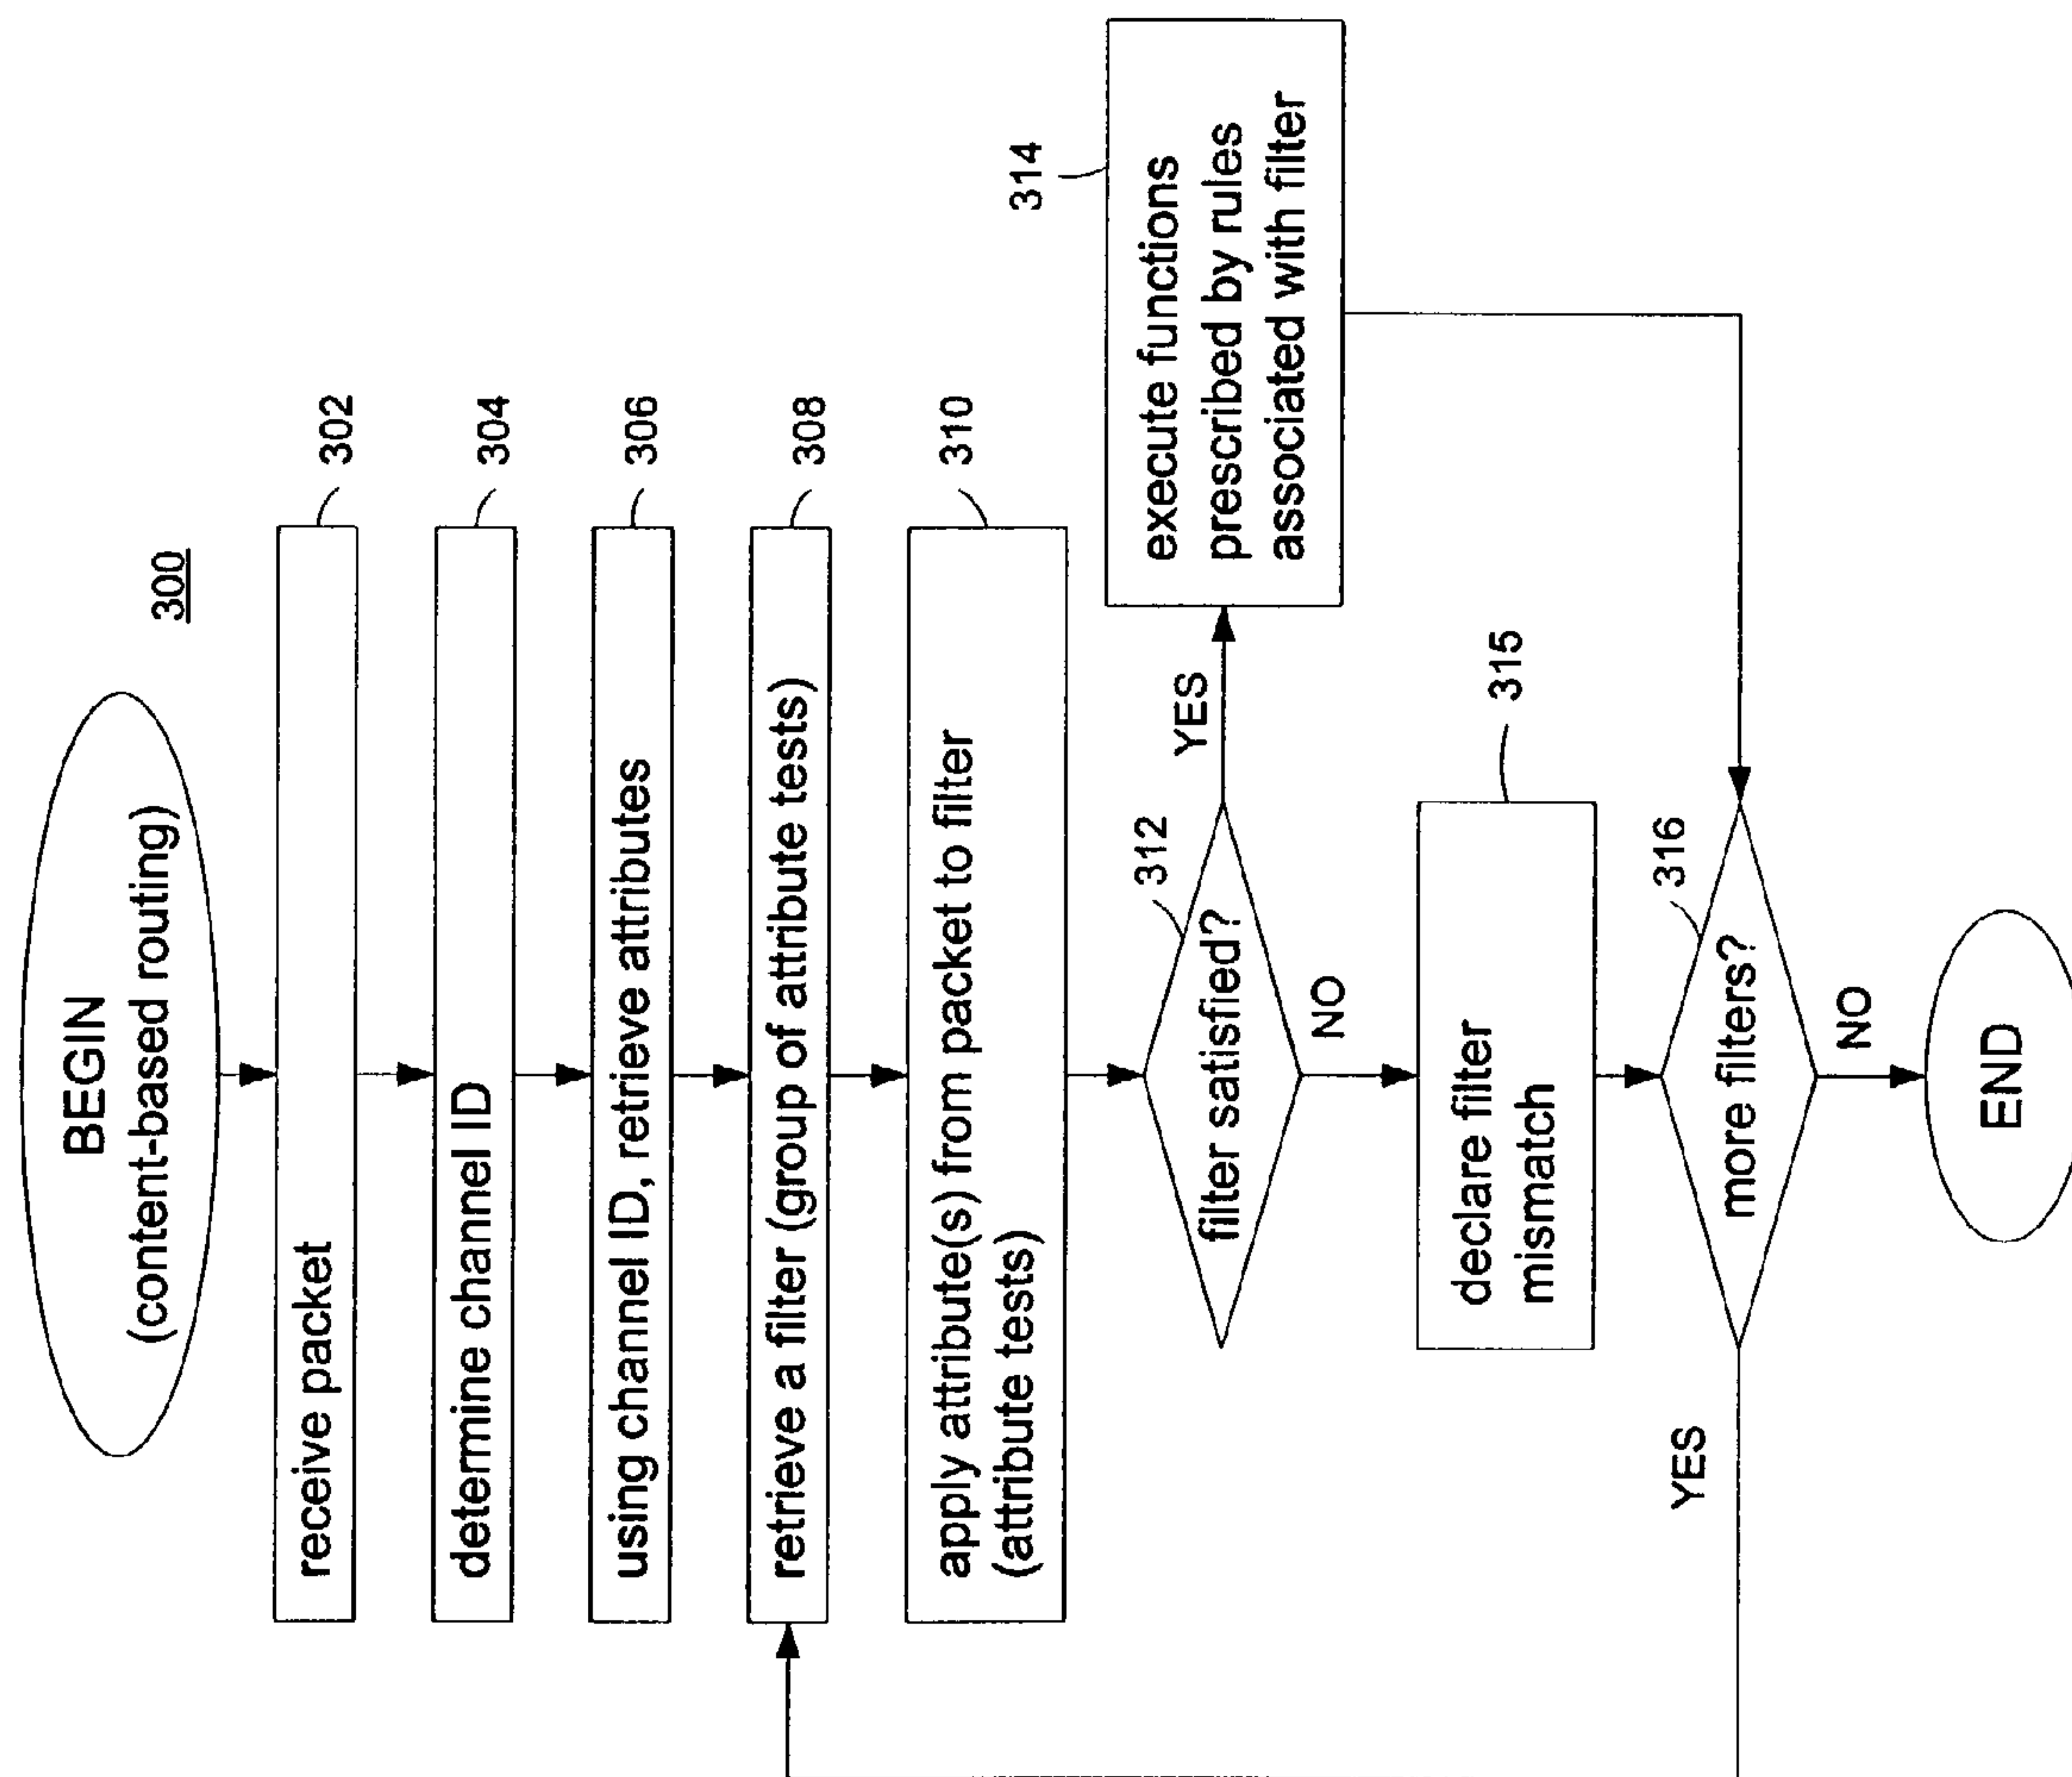 BEGIN
(content-based routing)
300
receive packet
302
determine channel ID
304
using channel ID, retrieve attributes
306
retrieve a filter (group of attribute tests)
308
apply attribute(s) from packet to filter
(attribute tests)
310
filter satisfied?
312
YES
execute functions
prescribed by rules
associated with filter
314
NO
declare filter
mismatch
315
more filters?
316
YES
NO
END